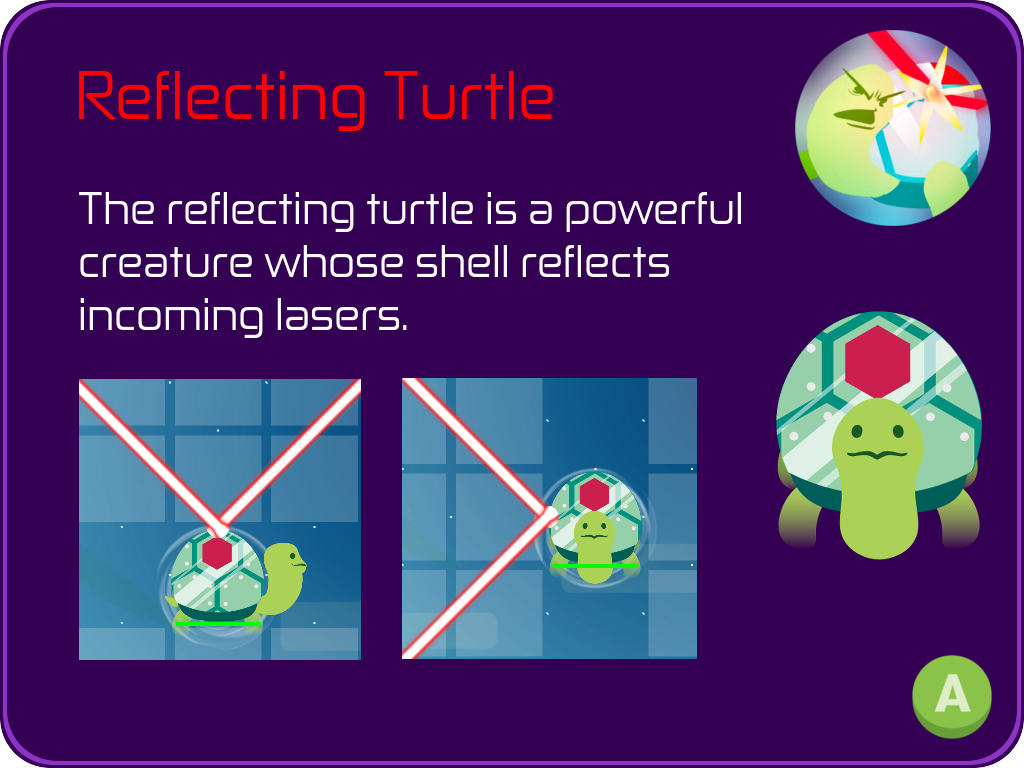 Reflecting Turtle
The reflecting turtle is a powerful
creature whose shell reflects
incoming lasers.
A